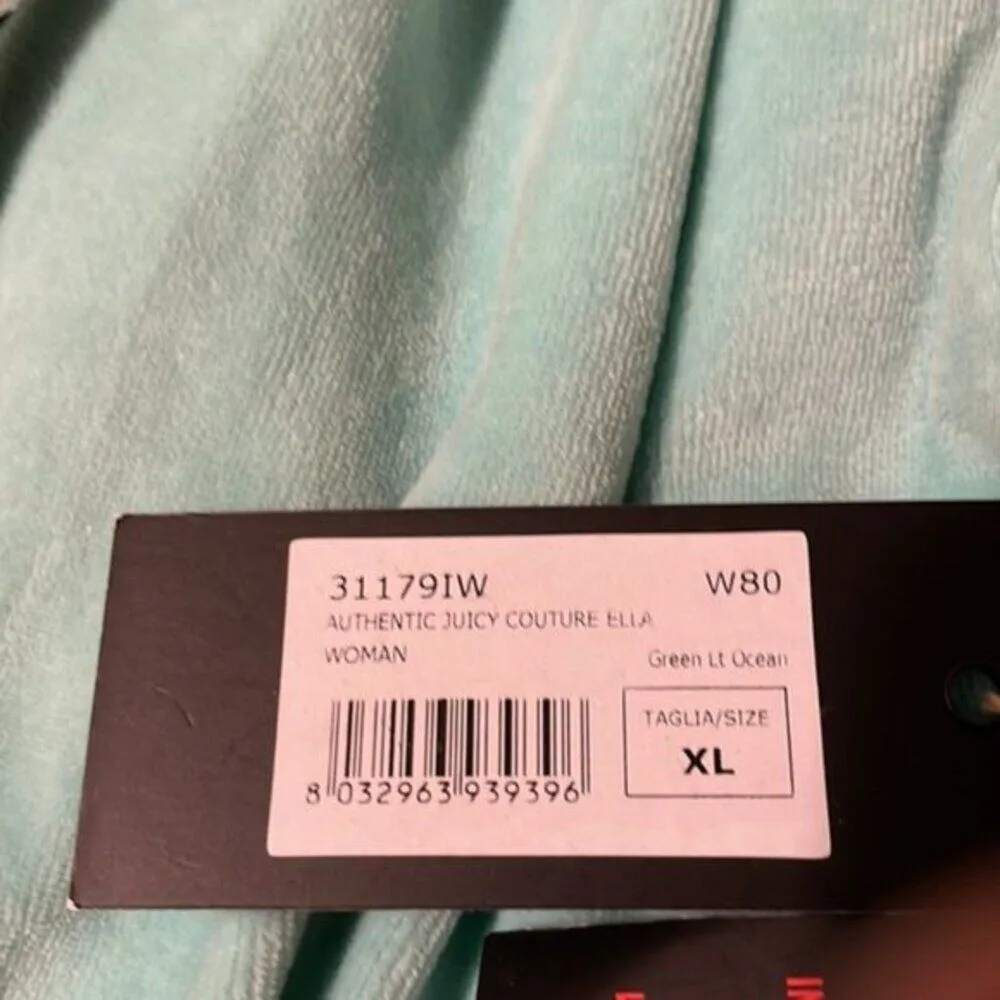 31179IW W80
AUTHENTIC JUICY COUTURE ELLA
WOMAN
Green Lt Ocean
TAGLIA/SIZE
XL
8 032963 939396